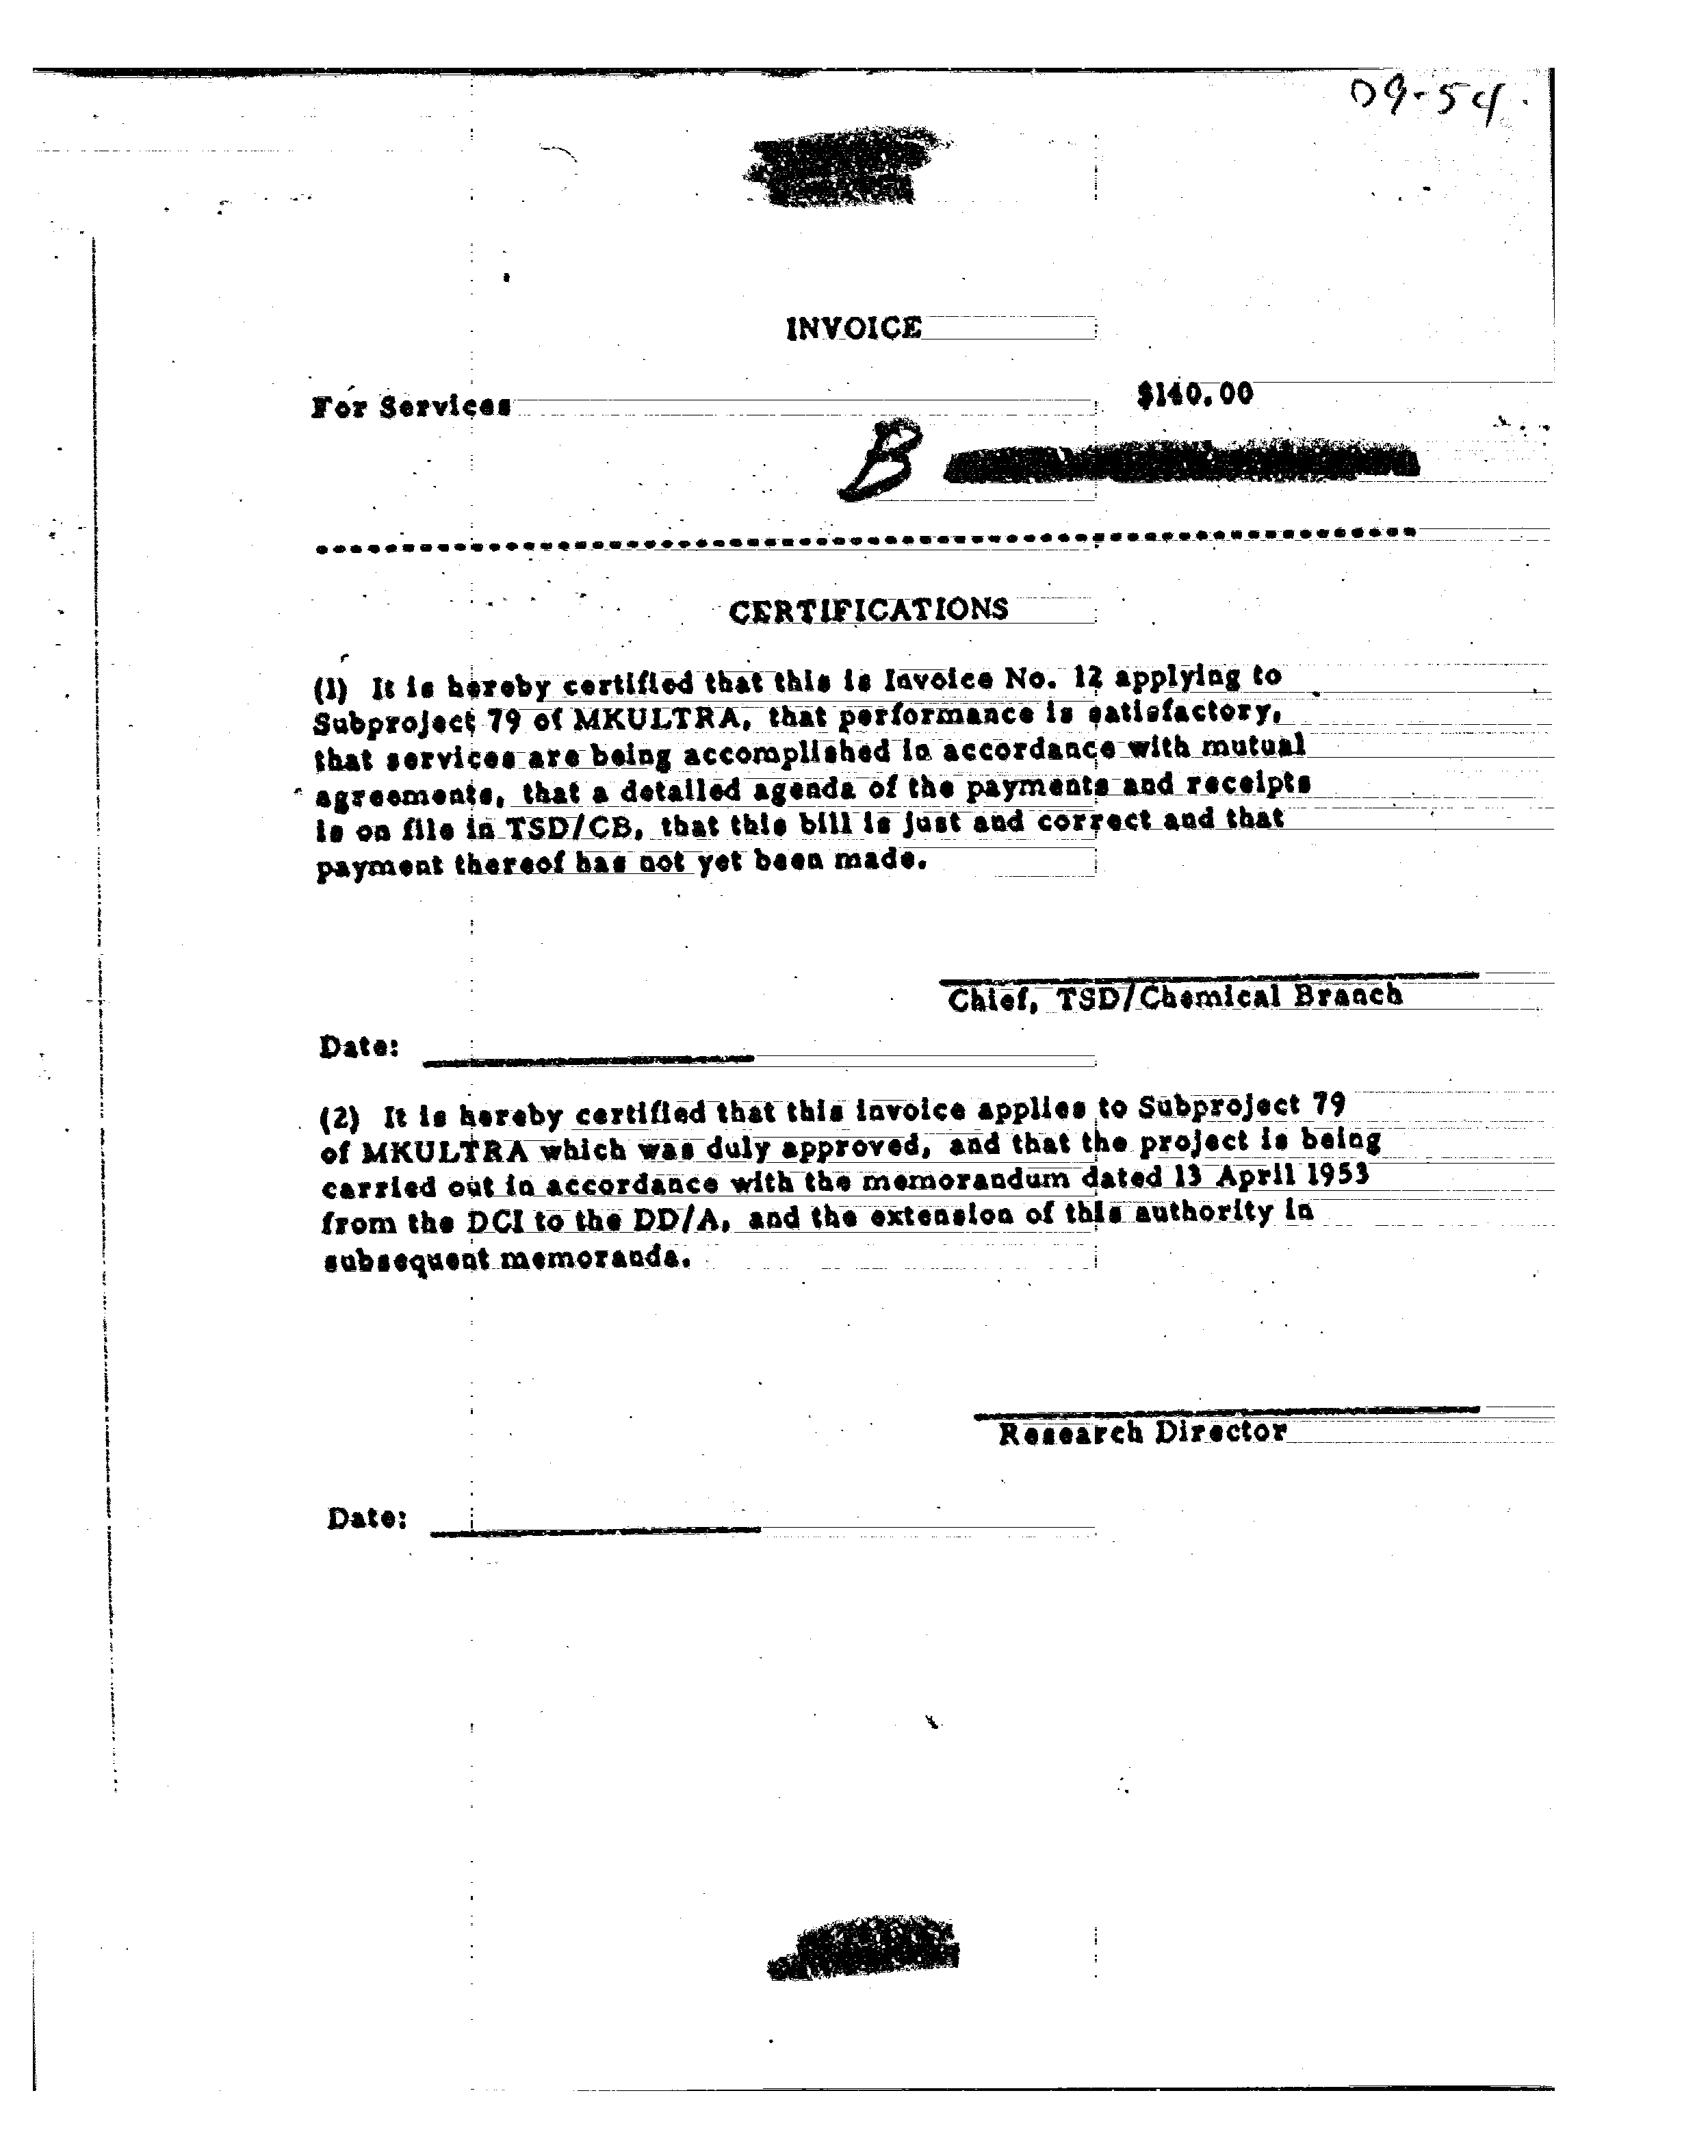 09-54
INVOICE
For Services $140.00
B
CERTIFICATIONS
(1) It is hereby certified that this is Invoice No. 12 applying to
Subproject 79 of MKULTRA, that performance is satisfactory,
that services are being accomplished in accordance with mutual
agreements, that a detailed agenda of the payments and receipts
is on file in TSD/CB, that this bill is just and correct and that
payment thereof has not yet been made.
Chief, TSD/Chemical Branch
Date:
(2) It is hereby certified that this invoice applies to Subproject 79
of MKULTRA which was duly approved, and that the project is being
carried out in accordance with the memorandum dated 13 April 1953
from the DCI to the DD/A, and the extension of this authority in
subsequent memoranda.
Research Director
Date: